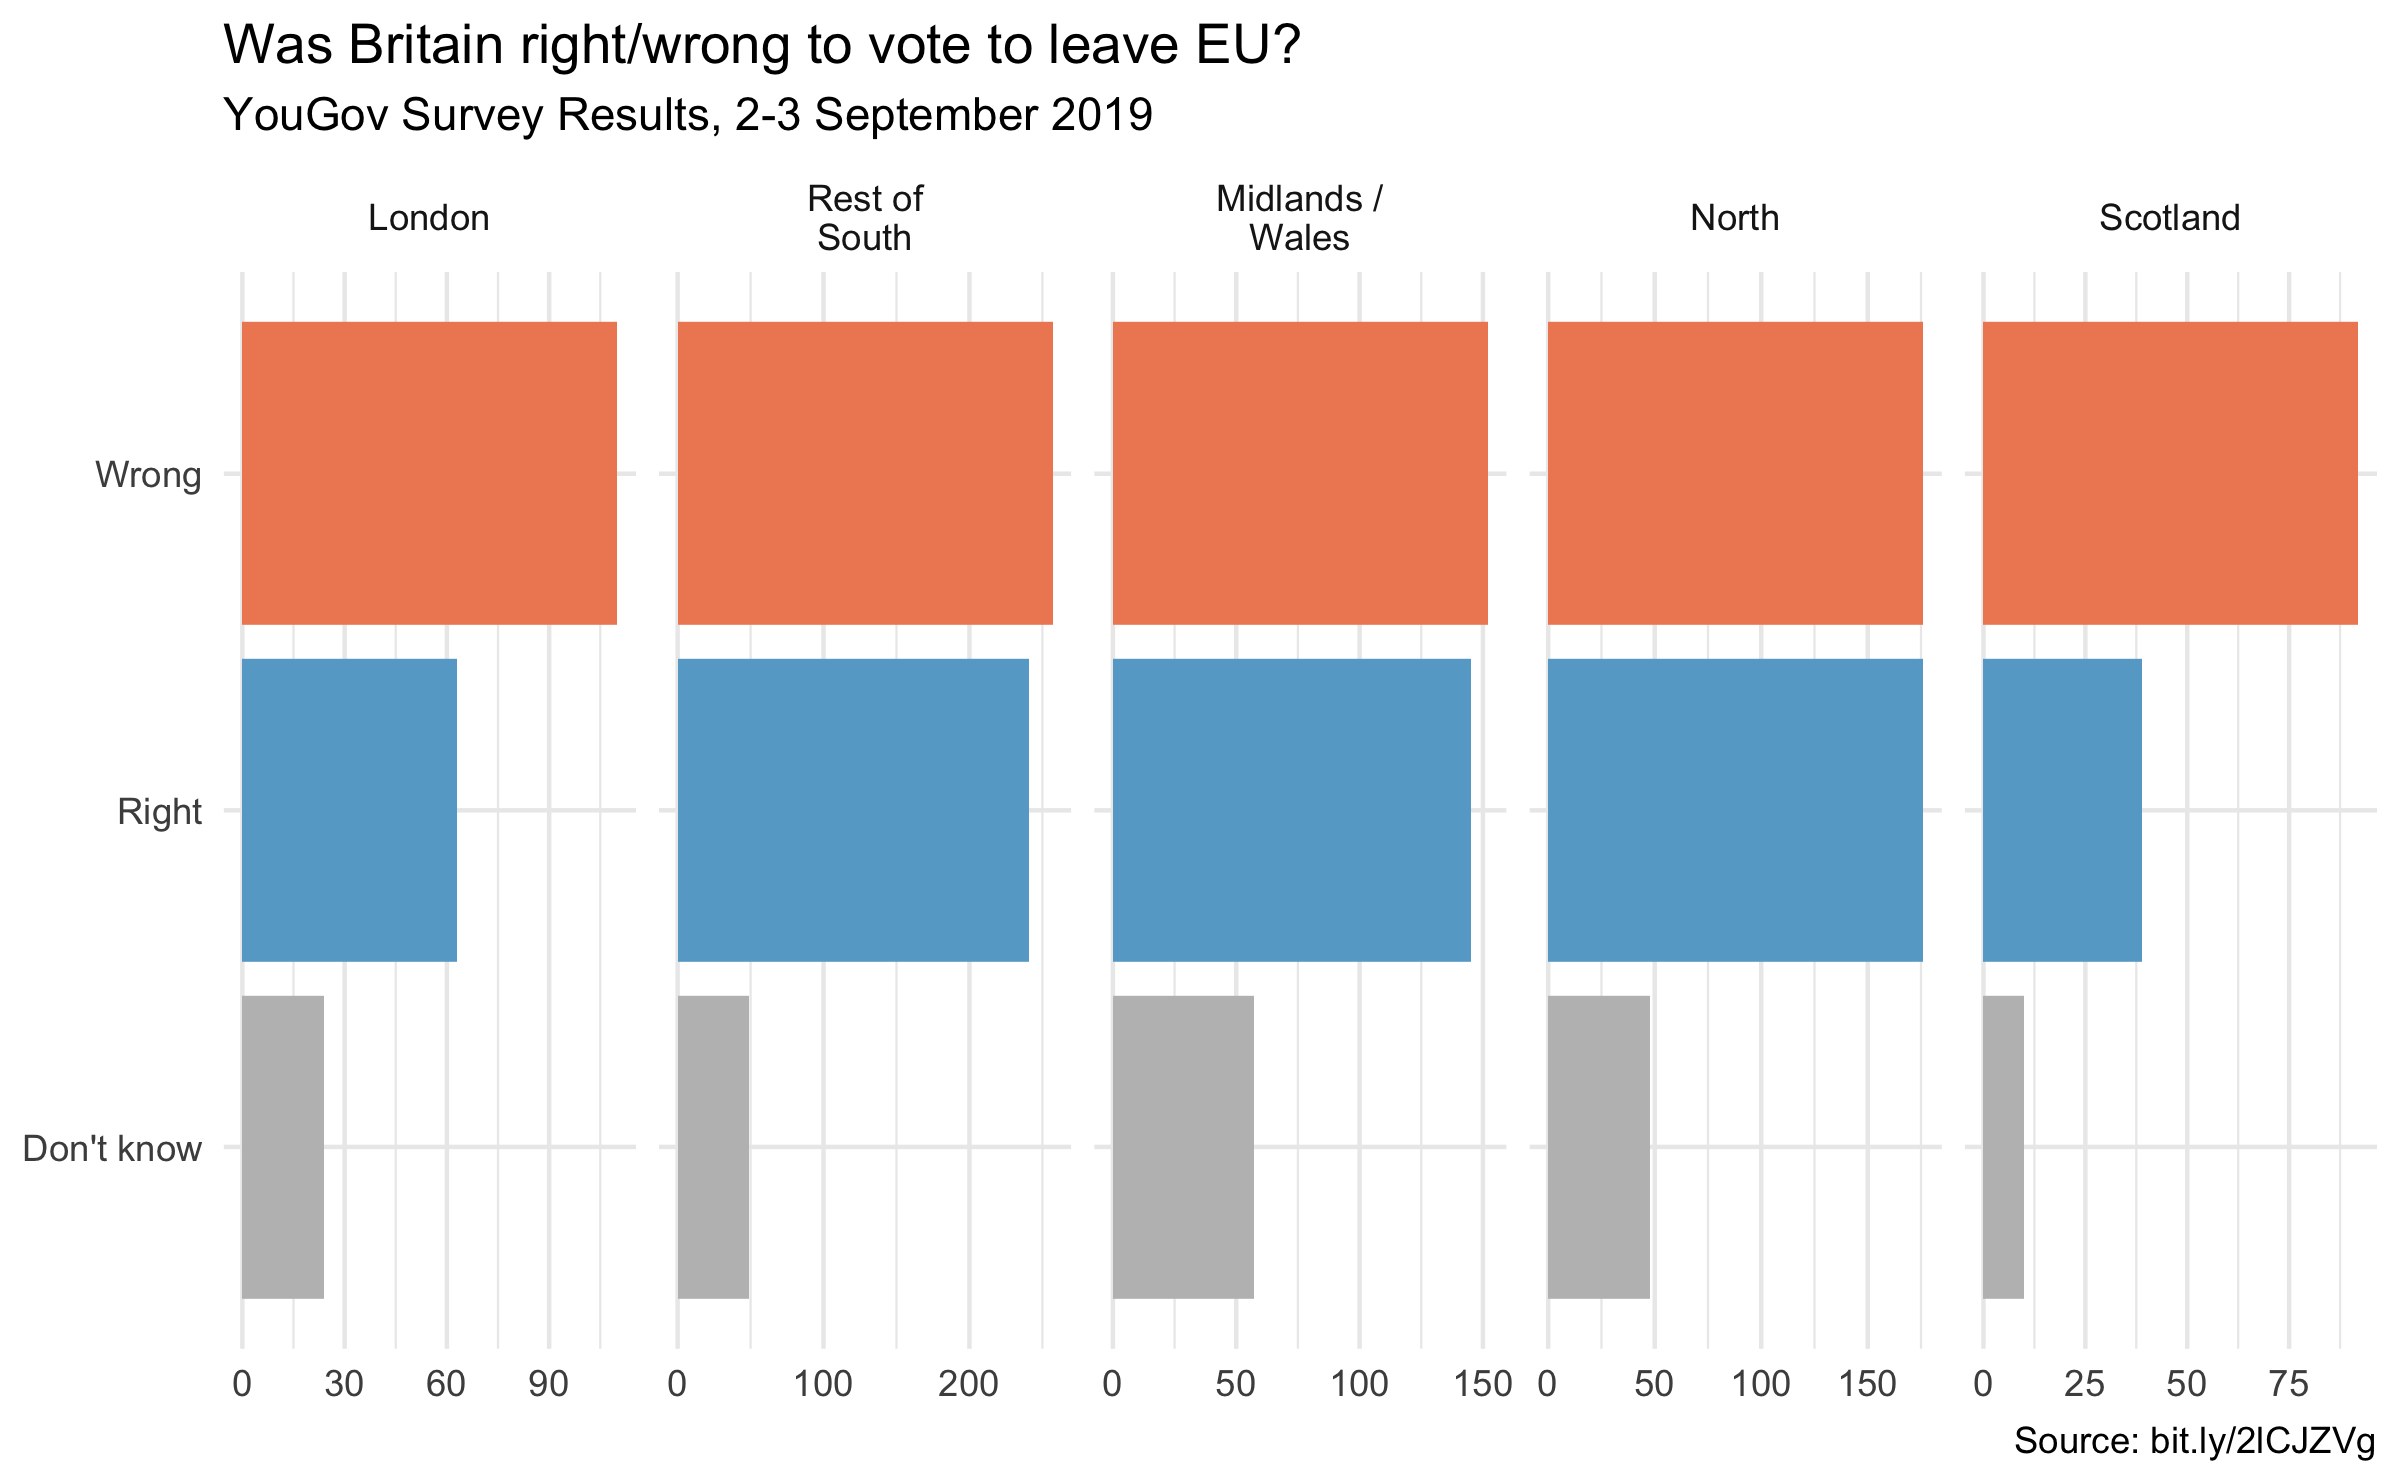 Was Britain right/wrong to vote to leave EU?
YouGov Survey Results, 2-3 September 2019
London
Rest of
South
Midlands /
Wales
North
Scotland
Wrong
Right
Don't know
0 30 60 90
0 100 200
0 50 100 150
0 50 100 150
0 25 50 75
Source: bit.ly/2lCJZVg